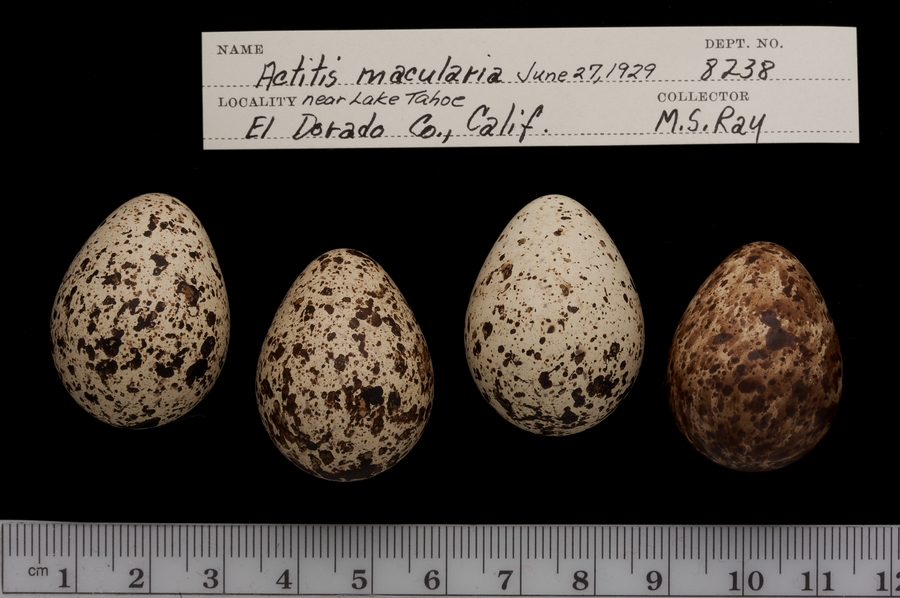 NAME DEPT. NO.
Actitis macularia June 27, 1929 8238
LOCALITY near Lake Tahoe COLLECTOR
El Dorado Co., Calif. M.S. Ray
cm 1 2 3 4 5 6 7 8 9 10 11 12